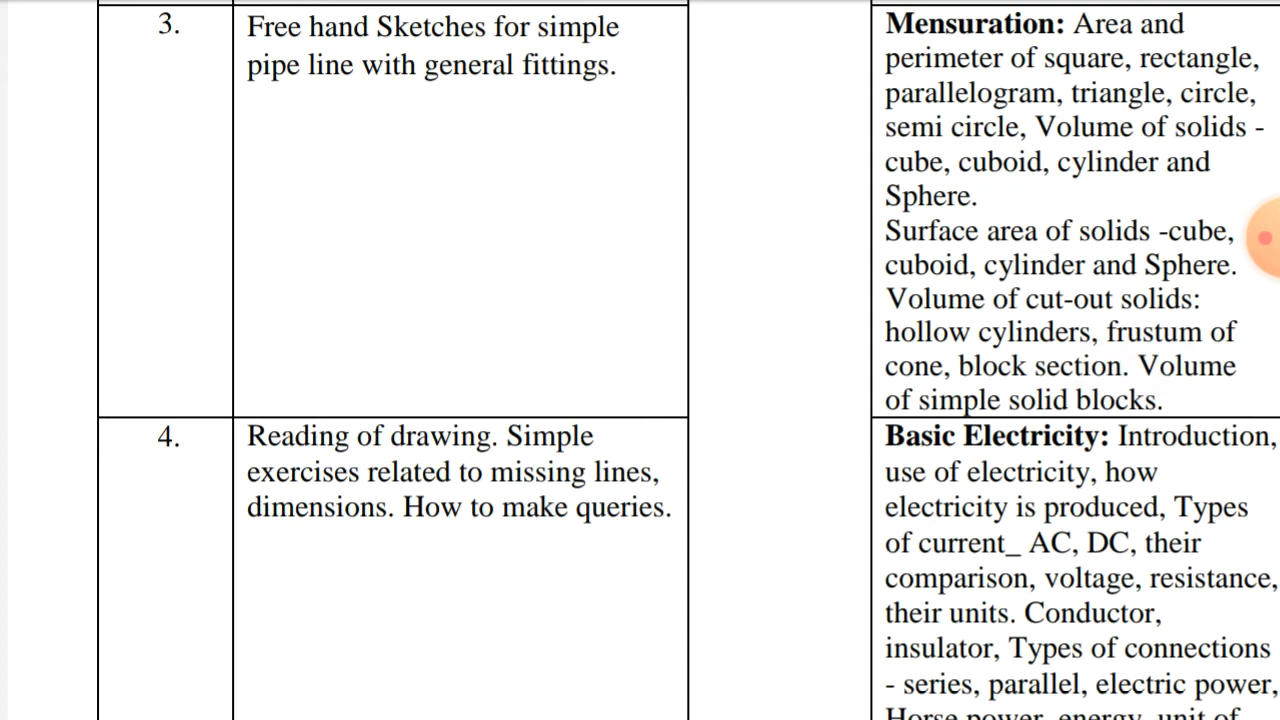 3.
Free hand Sketches for simple
pipe line with general fittings.
Mensuration: Area and
perimeter of square, rectangle,
parallelogram, triangle, circle,
semi circle, Volume of solids -
cube, cuboid, cylinder and
Sphere.
Surface area of solids -cube,
cuboid, cylinder and Sphere.
Volume of cut-out solids:
hollow cylinders, frustum of
cone, block section. Volume
of simple solid blocks.
4.
Reading of drawing. Simple
exercises related to missing lines,
dimensions. How to make queries.
Basic Electricity: Introduction,
use of electricity, how
electricity is produced, Types
of current_ AC, DC, their
comparison, voltage, resistance,
their units. Conductor,
insulator, Types of connections
- series, parallel, electric power,
Horse power, energy, unit of